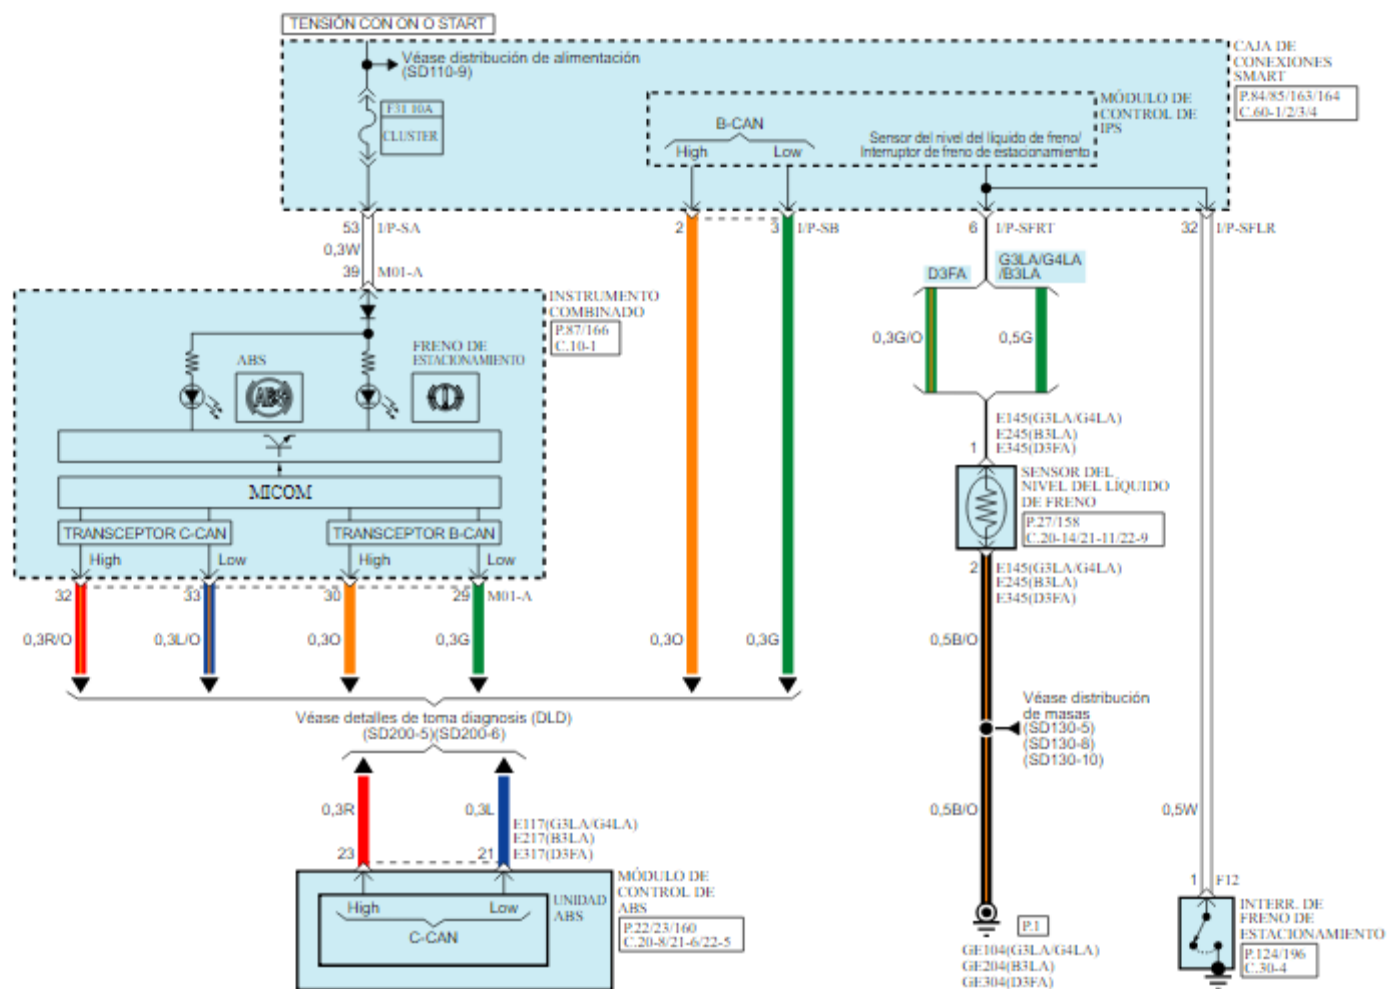 TENSIÓN CON ON O START
Véase distribución de alimentación
(SD110-9)
F31 10A
CLUSTER
CAJA DE
CONEXIONES
SMART
P.84/85/163/164
C.60-1/2/3/4
MÓDULO DE
CONTROL DE
IPS
B-CAN
High
Low
Sensor del nivel del líquido de freno/
Interruptor de freno de estacionamiento
53
I/P-SA
2
3
I/P-SB
6
I/P-SFRT
32
I/P-SFLR
0,3W
39
M01-A
D3FA
G3LA/G4LA
/B3LA
INSTRUMENTO
COMBINADO
P.87/166
C.10-1
ABS
ABS
FRENO DE
ESTACIONAMIENTO
0,3G/O
0,5G
MICOM
TRANSCEPTOR C-CAN
TRANSCEPTOR B-CAN
High
Low
High
Low
E145(G3LA/G4LA)
E245(B3LA)
E345(D3FA)
1
SENSOR DEL
NIVEL DEL LÍQUIDO
DE FRENO
P.27/158
C.20-14/21-11/22-9
2
E145(G3LA/G4LA)
E245(B3LA)
E345(D3FA)
32
33
30
29
M01-A
0,3R/O
0,3L/O
0,3O
0,3G
0,3O
0,3G
0,5B/O
Véase detalles de toma diagnosis (DLD)
(SD200-5)(SD200-6)
Véase distribución
de masas
(SD130-5)
(SD130-8)
(SD130-10)
0,3R
0,3L
0,5B/O
0,5W
E117(G3LA/G4LA)
E217(B3LA)
E317(D3FA)
23
21
MÓDULO DE
CONTROL DE
ABS
P.22/23/160
C.20-8/21-6/22-5
UNIDAD
ABS
High
Low
C-CAN
P.1
GE104(G3LA/G4LA)
GE204(B3LA)
GE304(D3FA)
1
F12
INTERR. DE
FRENO DE
ESTACIONAMIENTO
P.124/196
C.30-4